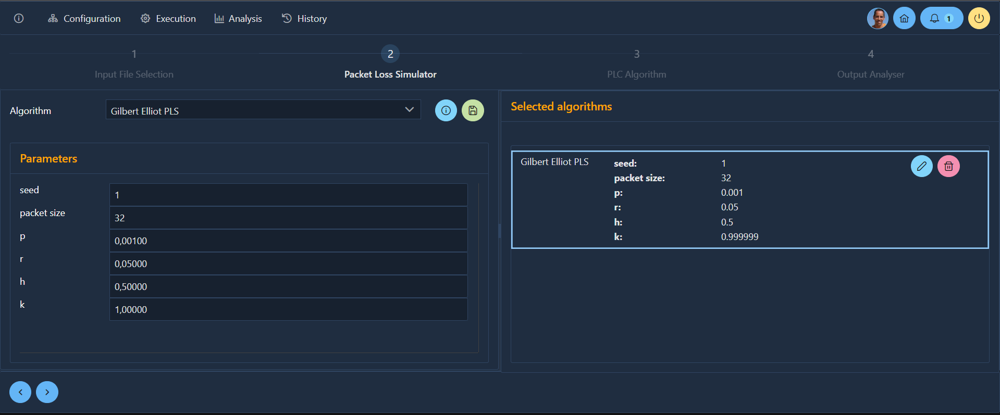 Configuration Execution Analysis History 1
1 2 3 4
Input File Selection Packet Loss Simulator PLC Algorithm Output Analyser
Algorithm Gilbert Elliot PLS
Parameters
seed 1
packet size 32
p 0,00100
r 0,05000
h 0,50000
k 1,00000
Selected algorithms
Gilbert Elliot PLS seed: 1
packet size: 32
p: 0.001
r: 0.05
h: 0.5
k: 0.999999